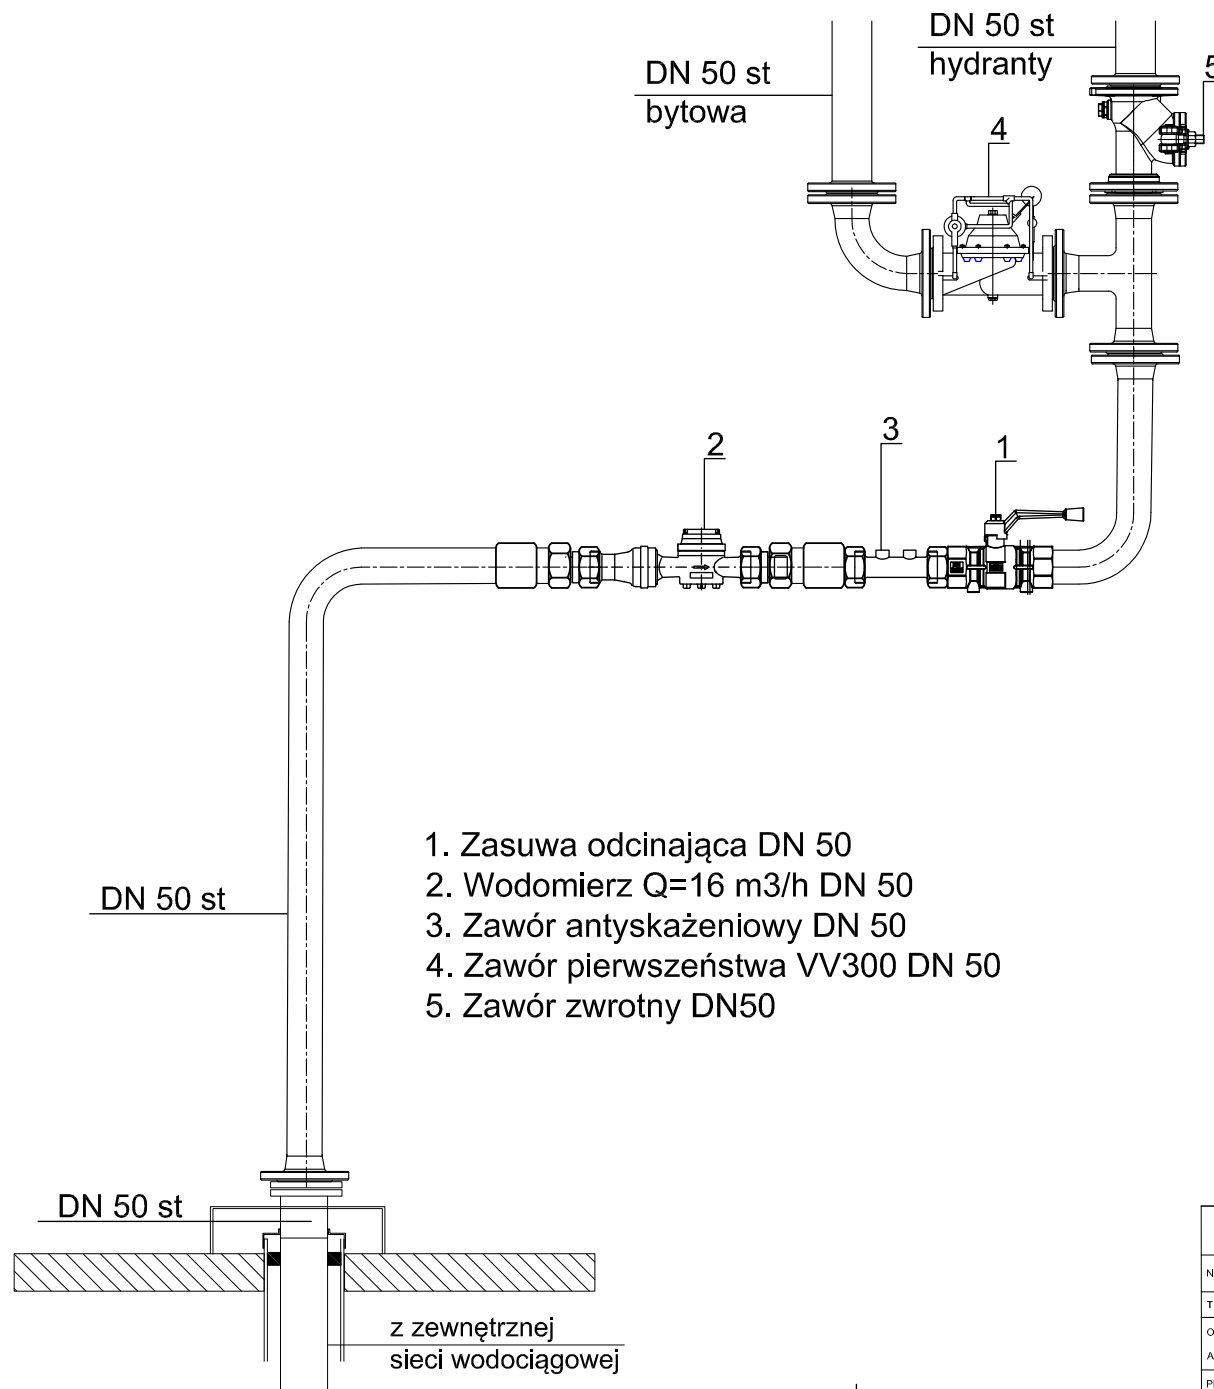 DN 50 st
hydranty
DN 50 st
bytowa
5
4
2
3
1
1. Zasuwa odcinająca DN 50
2. Wodomierz Q=16 m3/h DN 50
3. Zawór antyskażeniowy DN 50
4. Zawór pierwszeństwa VV300 DN 50
5. Zawór zwrotny DN50
DN 50 st
DN 50 st
z zewnętrznej
sieci wodociągowej
N
T
O
A